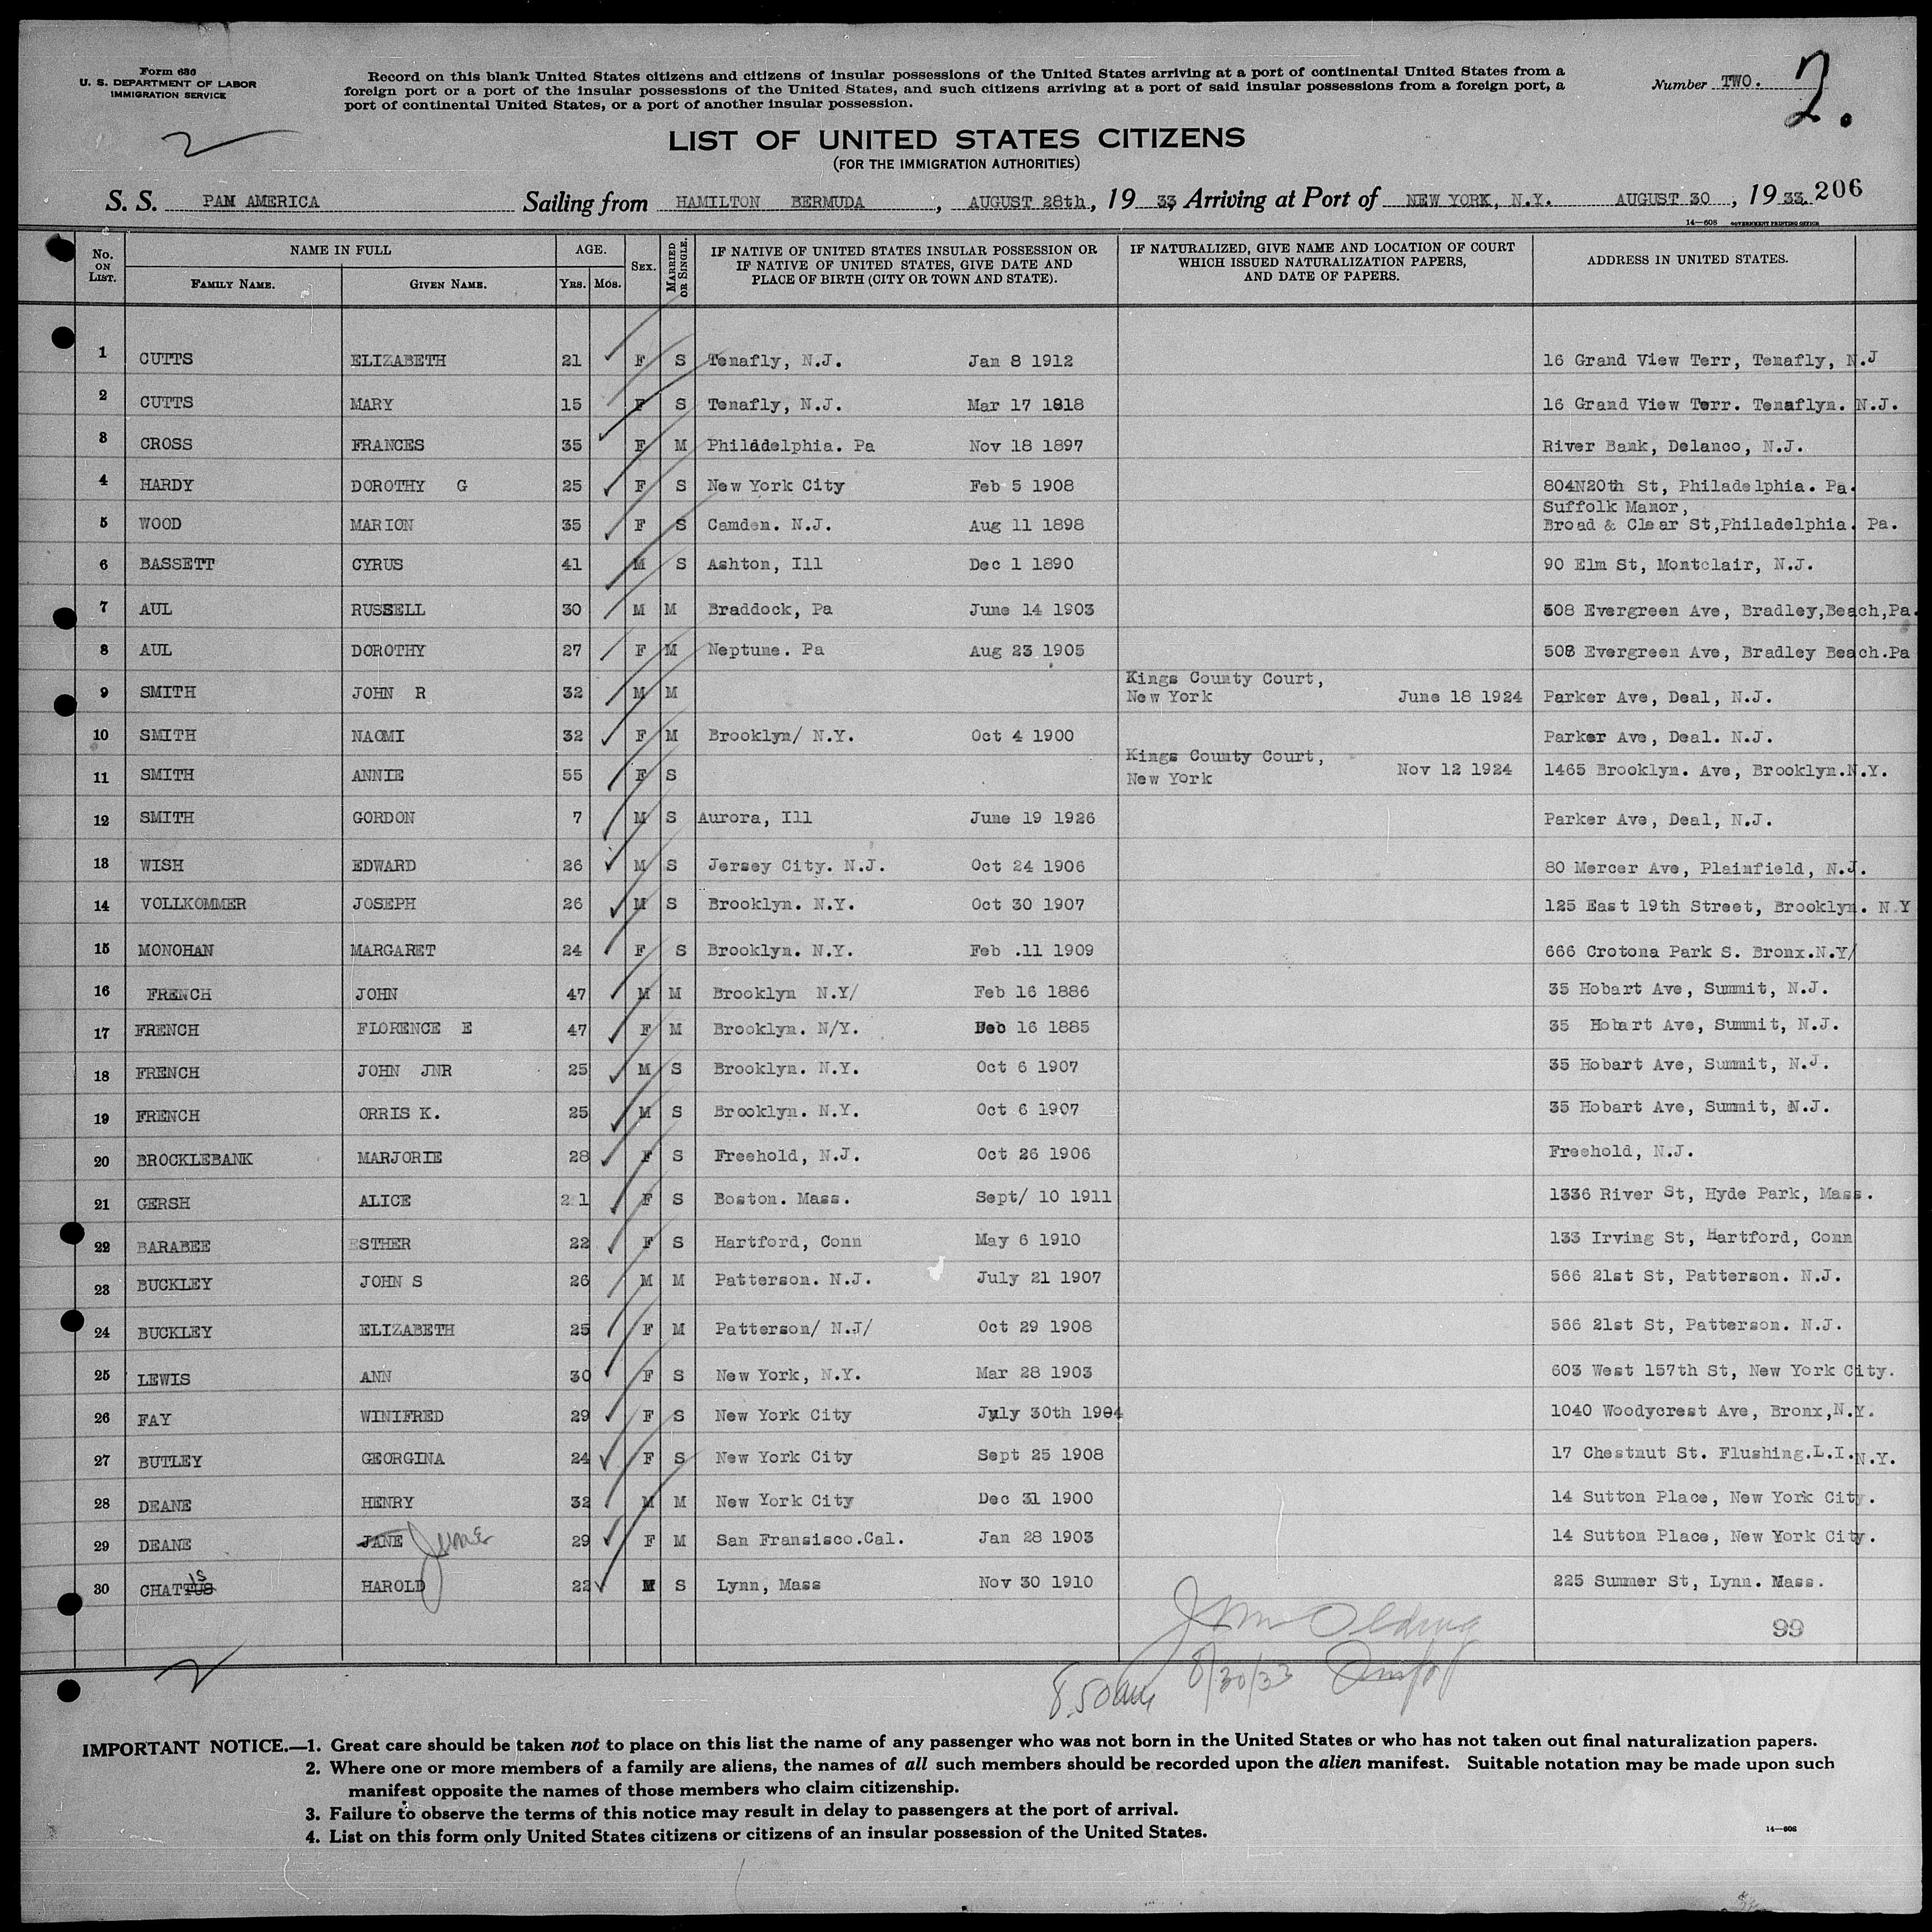 Form 686
U. S. DEPARTMENT OF LABOR
IMMIGRATION SERVICE
Record on this blank United States citizens and citizens of insular possessions of the United States arriving at a port of continental United States from a
foreign port or a port of the insular possessions of the United States, and such citizens arriving at a port of said insular possessions from a foreign port, a
port of continental United States, or a port of another insular possession.
Number TWO. 2.
LIST OF UNITED STATES CITIZENS
(FOR THE IMMIGRATION AUTHORITIES)
S. S. PAN AMERICA Sailing from HAMILTON BERMUDA, AUGUST 28th, 19 33, Arriving at Port of NEW YORK, N.Y. AUGUST 30, 19 33. 206
14—608 GOVERNMENT PRINTING OFFICE
No. ON LIST. NAME IN FULL FAMILY NAME. GIVEN NAME. AGE. YRS. MOS. SEX. MARRIED OR SINGLE. IF NATIVE OF UNITED STATES INSULAR POSSESSION OR IF NATIVE OF UNITED STATES, GIVE DATE AND PLACE OF BIRTH (CITY OR TOWN AND STATE). IF NATURALIZED, GIVE NAME AND LOCATION OF COURT WHICH ISSUED NATURALIZATION PAPERS, AND DATE OF PAPERS. ADDRESS IN UNITED STATES.
1 CUTTS ELIZABETH 21 F S Tenafly, N.J. Jan 8 1912 16 Grand View Terr, Tenafly, N.J
2 CUTTS MARY 15 F S Tenafly, N.J. Mar 17 1918 16 Grand View Terr. Tenaflyn. N.J.
3 CROSS FRANCES 35 F M Philadelphia. Pa Nov 18 1897 River Bank, Delanco, N.J.
4 HARDY DOROTHY G 25 F S New York City Feb 5 1908 804N20th St, Philadelphia. Pa.
5 WOOD MARION 35 F S Camden. N.J. Aug 11 1898 Suffolk Manor, Broad & Clear St,Philadelphia. Pa.
6 BASSETT CYRUS 41 M S Ashton, Ill Dec 1 1890 90 Elm St, Montclair, N.J.
7 AUL RUSSELL 30 M M Braddock, Pa June 14 1903 508 Evergreen Ave, Bradley,Beach,Pa.
8 AUL DOROTHY 27 F M Neptune. Pa Aug 23 1905 508 Evergreen Ave, Bradley Beach.Pa
9 SMITH JOHN R 32 M M Kings County Court, New York June 18 1924 Parker Ave, Deal, N.J.
10 SMITH NAOMI 32 F M Brooklyn/ N.Y. Oct 4 1900 Parker Ave, Deal. N.J.
11 SMITH ANNIE 55 F S Kings County Court, New York Nov 12 1924 1465 Brooklyn. Ave, Brooklyn.N.Y.
12 SMITH GORDON 7 M S Aurora, Ill June 19 1926 Parker Ave, Deal, N.J.
13 WISH EDWARD 26 M S Jersey City. N.J. Oct 24 1906 80 Mercer Ave, Plainfield, N.J.
14 VOLLKOMMER JOSEPH 26 M S Brooklyn. N.Y. Oct 30 1907 125 East 19th Street, Brooklyn. N.Y
15 MONOHAN MARGARET 24 F S Brooklyn. N.Y. Feb .11 1909 666 Crotona Park S. Bronx.N.Y/
16 FRENCH JOHN 47 M M Brooklyn N.Y/ Feb 16 1886 35 Hobart Ave, Summit, N.J.
17 FRENCH FLORENCE E 47 F M Brooklyn. N/Y. Dec 16 1885 35 Hobart Ave, Summit, N.J.
18 FRENCH JOHN JNR 25 M S Brooklyn. N.Y. Oct 6 1907 35 Hobart Ave, Summit, N.J.
19 FRENCH ORRIS K. 25 M S Brooklyn. N.Y. Oct 6 1907 35 Hobart Ave, Summit, N.J.
20 BROCKLEBANK MARJORIE 28 F S Freehold, N.J. Oct 26 1906 Freehold, N.J.
21 GERSH ALICE 21 F S Boston. Mass. Sept/ 10 1911 1336 River St, Hyde Park, Mass.
22 BARABEE ESTHER 22 F S Hartford, Conn May 6 1910 133 Irving St, Hartford, Conn
23 BUCKLEY JOHN S 26 M M Patterson. N.J. July 21 1907 566 21st St, Patterson. N.J.
24 BUCKLEY ELIZABETH 25 F M Patterson/ N.J/ Oct 29 1908 566 21st St, Patterson. N.J.
25 LEWIS ANN 30 F S New York, N.Y. Mar 28 1903 603 West 157th St, New York City.
26 FAY WINIFRED 29 F S New York City July 30th 1904 1040 Woodycrest Ave, Bronx,N.Y.
27 BUTLEY GEORGINA 24 F S New York City Sept 25 1908 17 Chestnut St. Flushing.L.I.N.Y.
28 DEANE HENRY 32 M M New York City Dec 31 1900 14 Sutton Place, New York City.
29 DEANE JANE June 29 F M San Fransisco.Cal. Jan 28 1903 14 Sutton Place, New York City.
30 CHATTUS IS HAROLD 22 M S Lynn, Mass Nov 30 1910 225 Summer St, Lynn. Mass.
99
8.50am 8/30/33
IMPORTANT NOTICE.—1. Great care should be taken not to place on this list the name of any passenger who was not born in the United States or who has not taken out final naturalization papers.
2. Where one or more members of a family are aliens, the names of all such members should be recorded upon the alien manifest. Suitable notation may be made upon such
manifest opposite the names of those members who claim citizenship.
3. Failure to observe the terms of this notice may result in delay to passengers at the port of arrival.
4. List on this form only United States citizens or citizens of an insular possession of the United States.
14—608